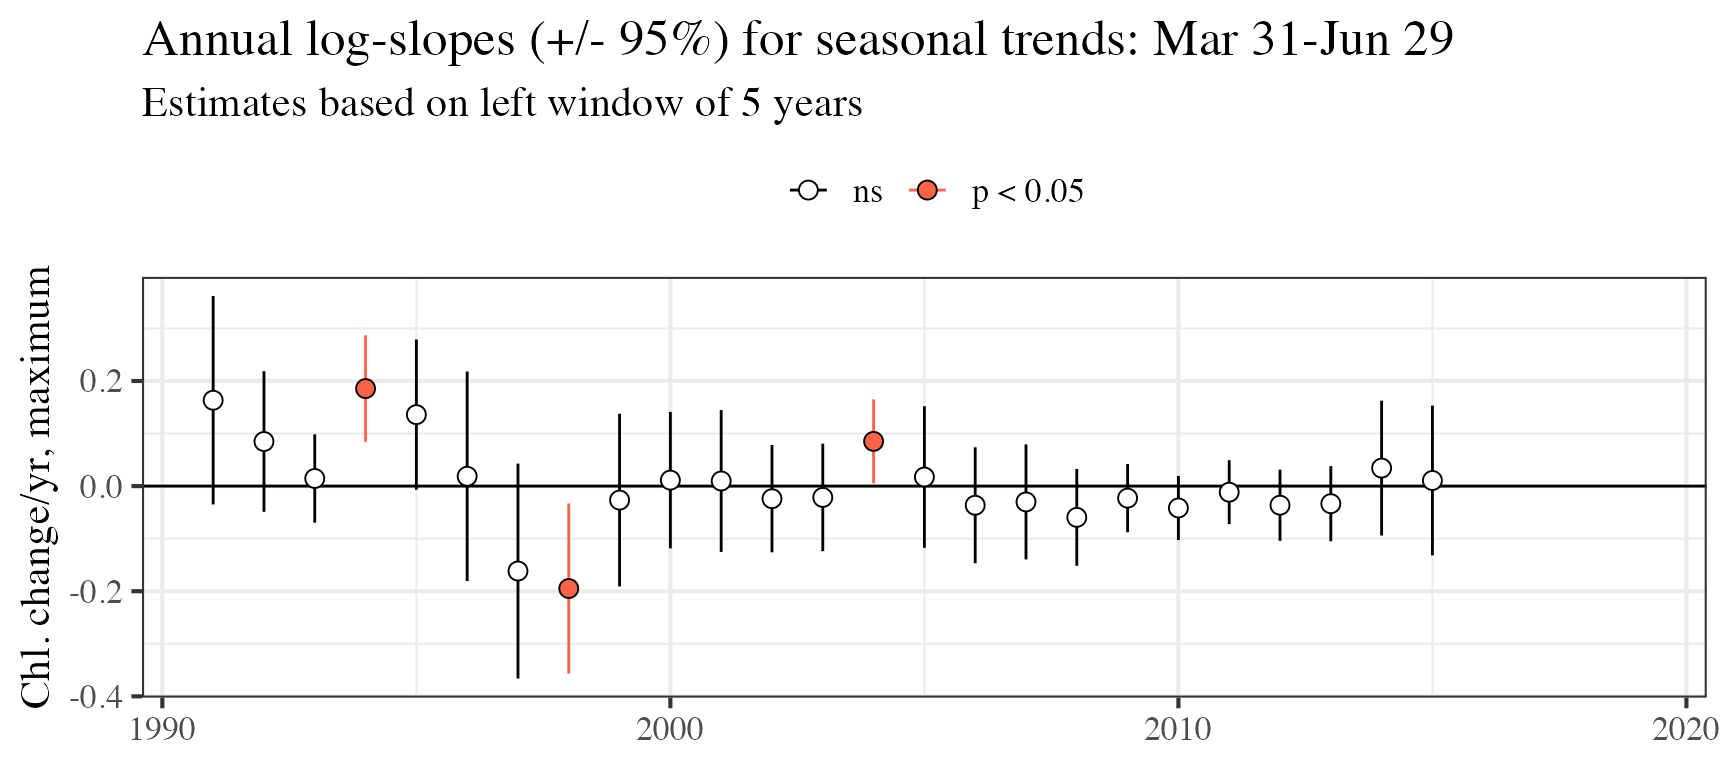 Annual log-slopes (+/- 95%) for seasonal trends: Mar 31-Jun 29
Estimates based on left window of 5 years
ns p < 0.05
Chl. change/yr, maximum
0.2
0.0
-0.2
-0.4
1990 2000 2010 2020